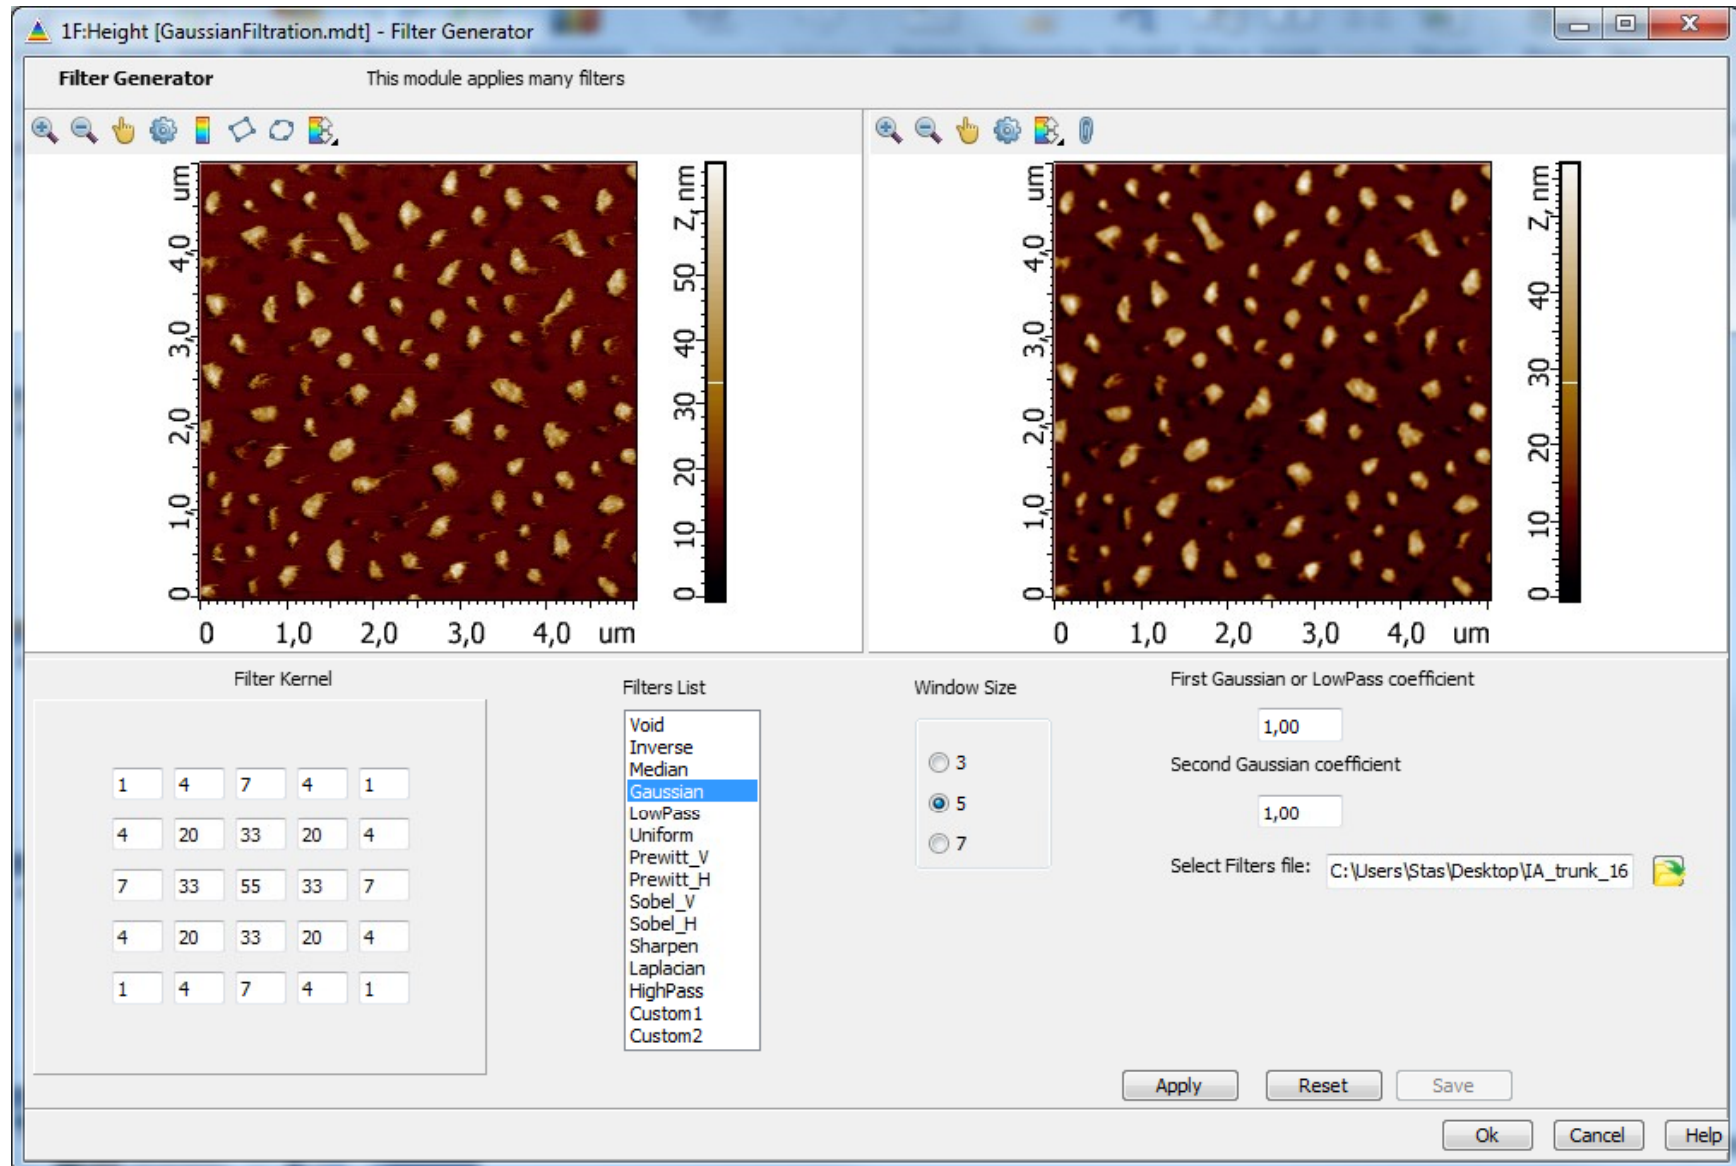 1F:Height [GaussianFiltration.mdt] - Filter Generator
Filter Generator
This module applies many filters
um
4,0
3,0
2,0
1,0
0
0 1,0 2,0 3,0 4,0 um
Z, nm
50
40
30
20
10
0
um
4,0
3,0
2,0
1,0
0
0 1,0 2,0 3,0 4,0 um
Z, nm
40
30
20
10
0
Filter Kernel
1 4 7 4 1
4 20 33 20 4
7 33 55 33 7
4 20 33 20 4
1 4 7 4 1
Filters List
Void
Inverse
Median
Gaussian
LowPass
Uniform
Prewitt_V
Prewitt_H
Sobel_V
Sobel_H
Sharpen
Laplacian
HighPass
Custom1
Custom2
Window Size
3
5
7
First Gaussian or LowPass coefficient
1,00
Second Gaussian coefficient
1,00
Select Filters file: C:\Users\Stas\Desktop\IA_trunk_16
Apply Reset Save
Ok Cancel Help